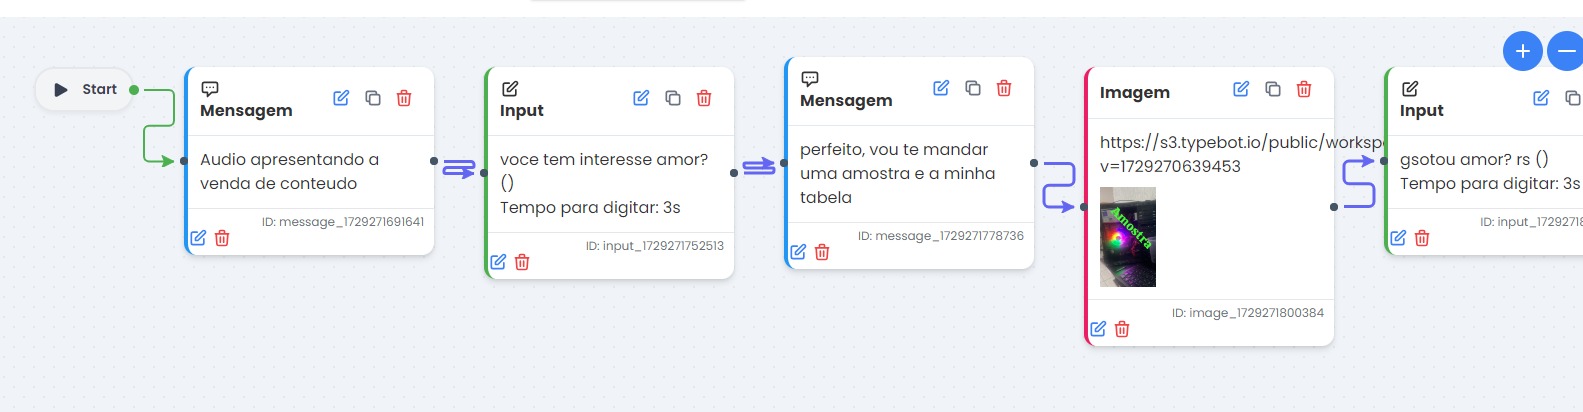 Start
Mensagem
Audio apresentando a
venda de conteudo
ID: message_1729271691641
Input
voce tem interesse amor?
()
Tempo para digitar: 3s
ID: input_1729271752513
Mensagem
perfeito, vou te mandar
uma amostra e a minha
tabela
ID: message_1729271778736
Imagem
https://s3.typebot.io/public/workspa
v=1729270639453
Amostra
ID: image_1729271800384
Input
gsotou amor? rs ()
Tempo para digitar: 3s
ID: input_17292718